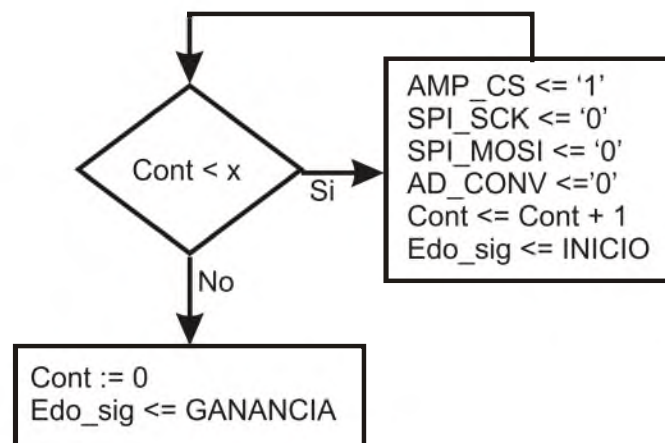 Cont < x
Si
AMP_CS <= ‘1’
SPI_SCK <= ‘0’
SPI_MOSI <= ‘0’
AD_CONV <=’0’
Cont <= Cont + 1
Edo_sig <= INICIO
No
Cont := 0
Edo_sig <= GANANCIA